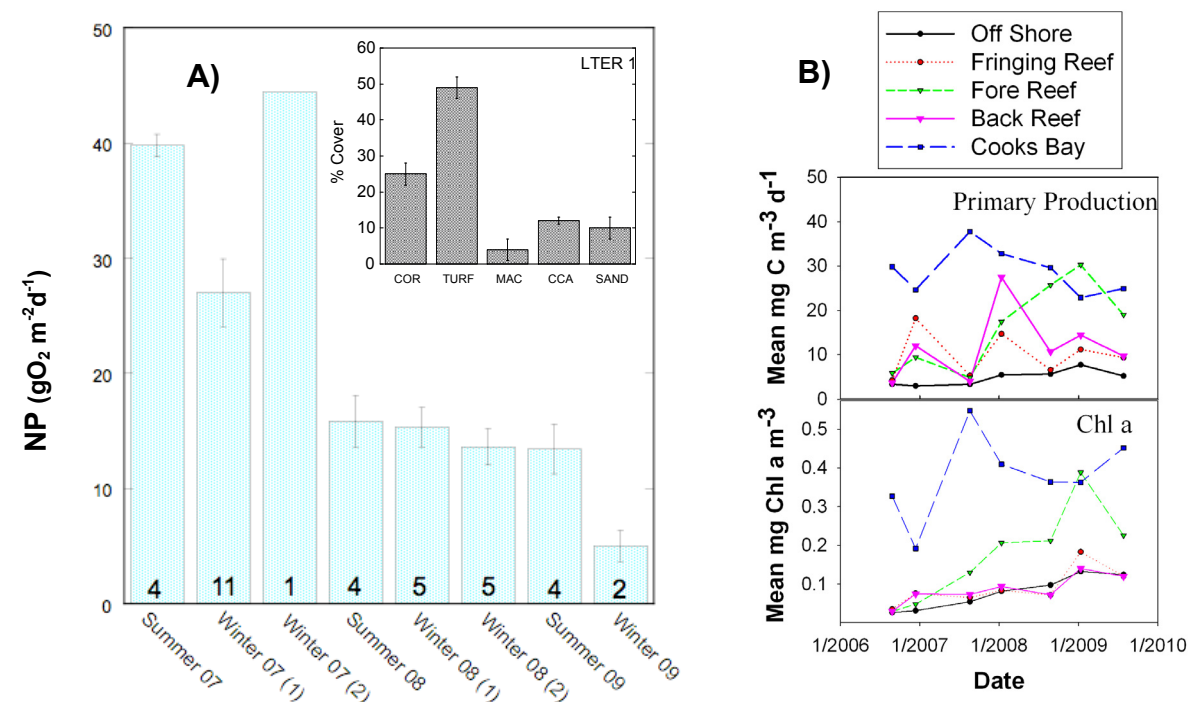 A)
NP (gO₂ m⁻²d⁻¹)
50
40
30
20
10
0
4
11
1
4
5
5
4
2
Summer 07
Winter 07 (1)
Winter 07 (2)
Summer 08
Winter 08 (1)
Winter 08 (2)
Summer 09
Winter 09
LTER 1
% Cover
60
50
40
30
20
10
0
COR
TURF
MAC
CCA
SAND
B)
Off Shore
Fringing Reef
Fore Reef
Back Reef
Cooks Bay
Primary Production
Mean mg C m⁻³ d⁻¹
50
40
30
20
10
0
Chl a
Mean mg Chl a m⁻³
0.5
0.4
0.3
0.2
0.1
1/2006
1/2007
1/2008
1/2009
1/2010
Date